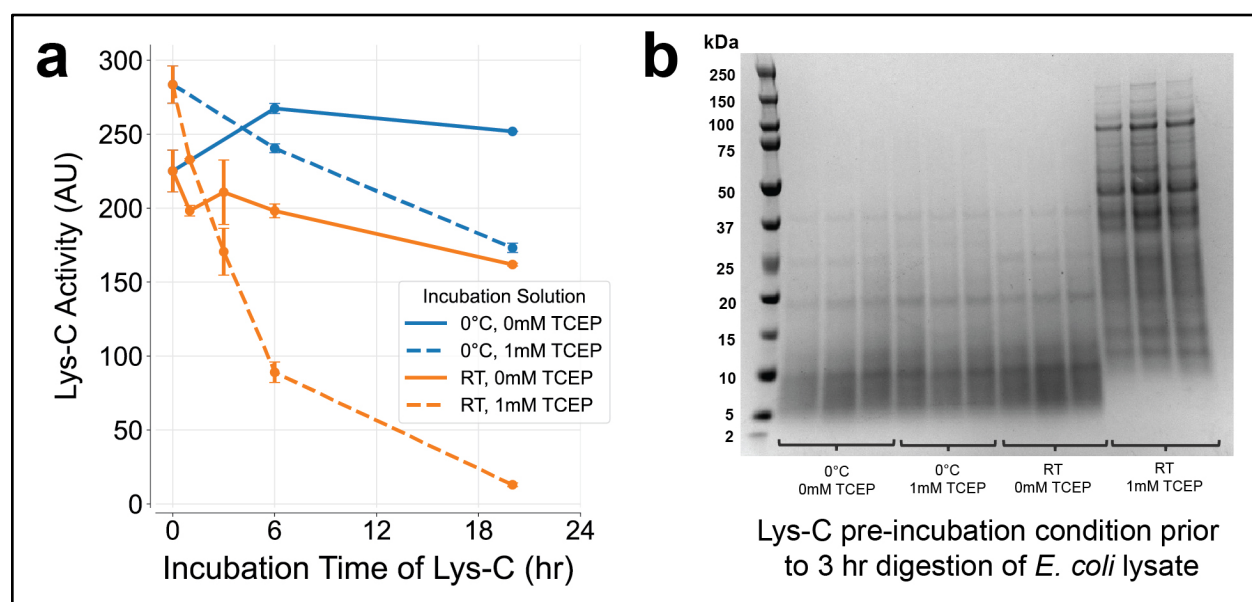 a
300
250
200
150
100
50
0
Lys-C Activity (AU)
0
6
12
18
24
Incubation Time of Lys-C (hr)
Incubation Solution
0°C, 0mM TCEP
0°C, 1mM TCEP
RT, 0mM TCEP
RT, 1mM TCEP
b
kDa
250
150
100
75
50
37
25
20
15
10
5
2
0°C
0mM TCEP
0°C
1mM TCEP
RT
0mM TCEP
RT
1mM TCEP
Lys-C pre-incubation condition prior
to 3 hr digestion of E. coli lysate